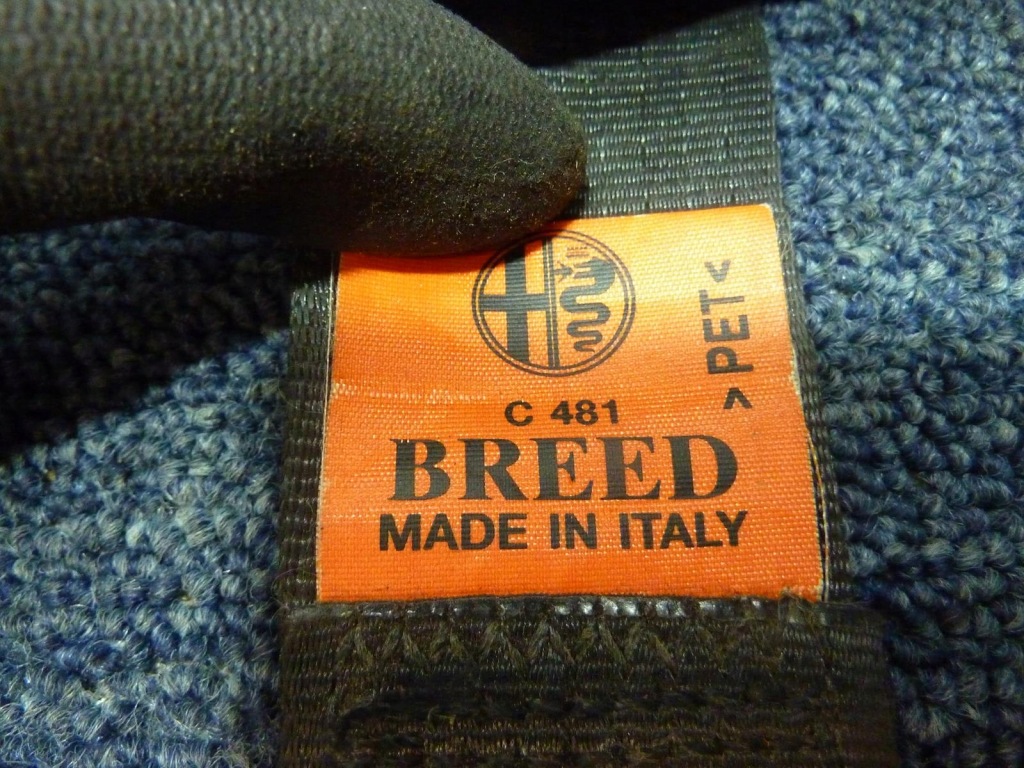 >PET<
C 481
BREED
MADE IN ITALY